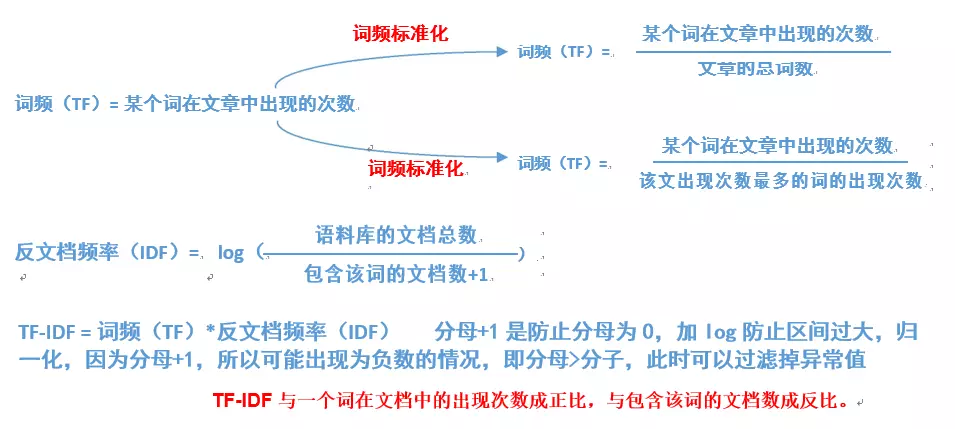 词频标准化
词频（TF）= 某个词在文章中出现的次数
文章的总词数
词频（TF）= 某个词在文章中出现的次数
词频标准化
词频（TF）= 某个词在文章中出现的次数
该文出现次数最多的词的出现次数
反文档频率（IDF）= log（语料库的文档总数）
包含该词的文档数+1
TF-IDF = 词频（TF）*反文档频率（IDF） 分母+1 是防止分母为 0，加 log 防止区间过大，归
一化，因为分母+1，所以可能出现为负数的情况，即分母>分子，此时可以过滤掉异常值
TF-IDF 与一个词在文档中的出现次数成正比，与包含该词的文档数成反比。